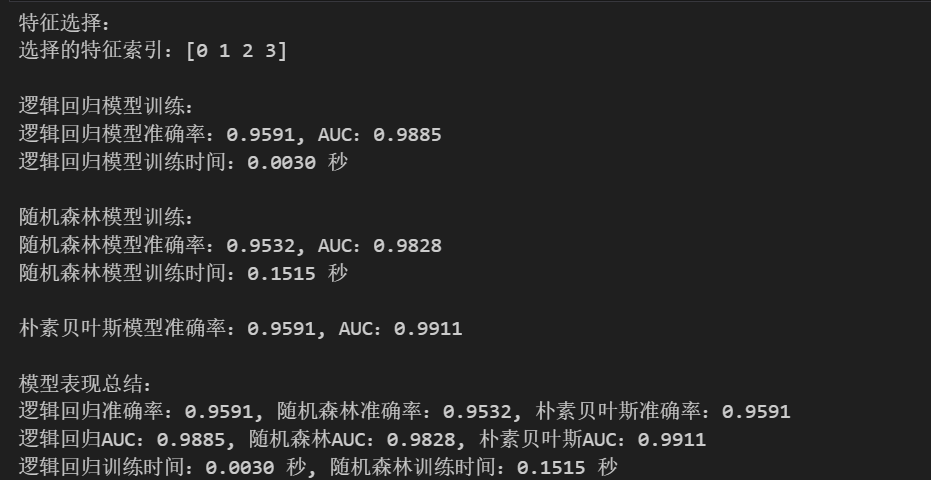 特征选择：
选择的特征索引：[0 1 2 3]
逻辑回归模型训练：
逻辑回归模型准确率：0.9591, AUC：0.9885
逻辑回归模型训练时间：0.0030 秒
随机森林模型训练：
随机森林模型准确率：0.9532, AUC：0.9828
随机森林模型训练时间：0.1515 秒
朴素贝叶斯模型准确率：0.9591, AUC：0.9911
模型表现总结：
逻辑回归准确率：0.9591, 随机森林准确率：0.9532, 朴素贝叶斯准确率：0.9591
逻辑回归AUC：0.9885, 随机森林AUC：0.9828, 朴素贝叶斯AUC：0.9911
逻辑回归训练时间：0.0030 秒, 随机森林训练时间：0.1515 秒